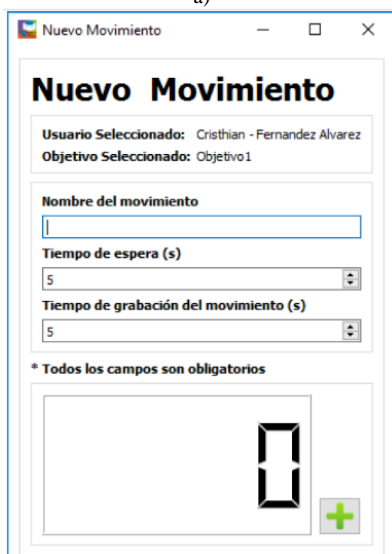 a)
Nuevo Movimiento
Nuevo Movimiento
Usuario Seleccionado: Cristhian - Fernandez Alvarez
Objetivo Seleccionado: Objetivo1
Nombre del movimiento
Tiempo de espera (s)
5
Tiempo de grabación del movimiento (s)
5
* Todos los campos son obligatorios
0